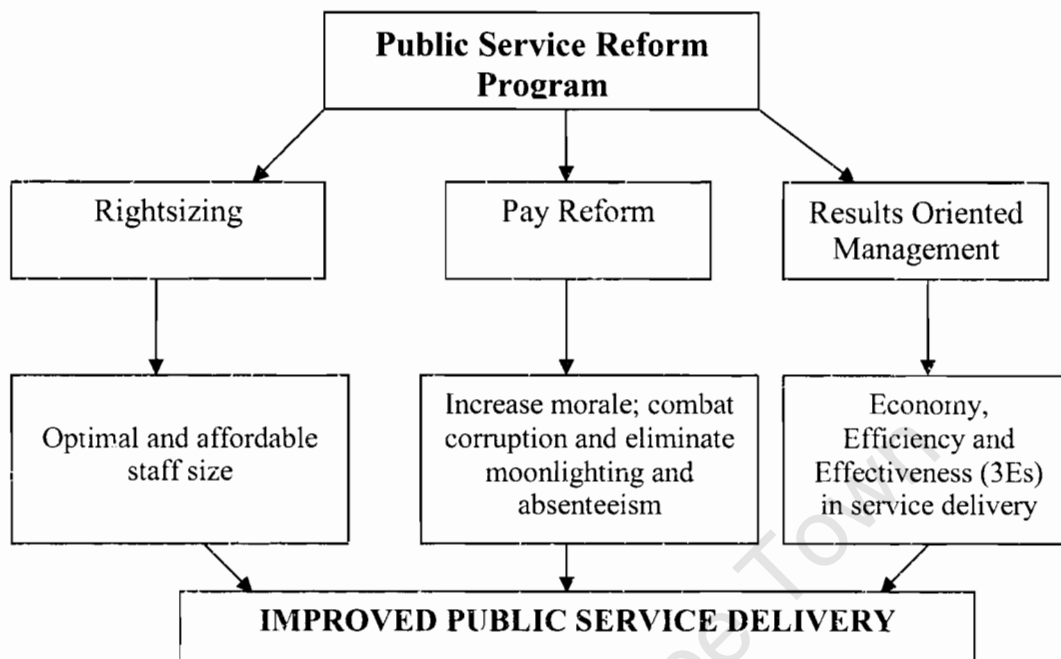 Public Service Reform
Program
Rightsizing
Pay Reform
Results Oriented
Management
Optimal and affordable
staff size
Increase morale; combat
corruption and eliminate
moonlighting and
absenteeism
Economy,
Efficiency and
Effectiveness (3Es)
in service delivery
IMPROVED PUBLIC SERVICE DELIVERY
Town